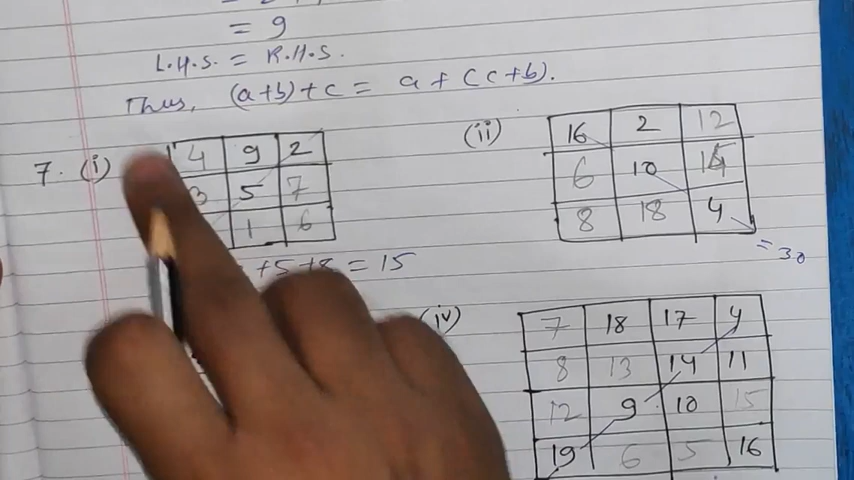 = 9
L.H.S. = R.H.S.
Thus, (a+b)+c = a + (c+b).
7. (i) 4 9 2 (ii) 16 2 12
3 5 7 6 10 14
1 6 8 18 4
+5+8 = 15 = 30
(iv) 7 18 17 4
8 13 14 11
12 9 10 15
19 6 5 16